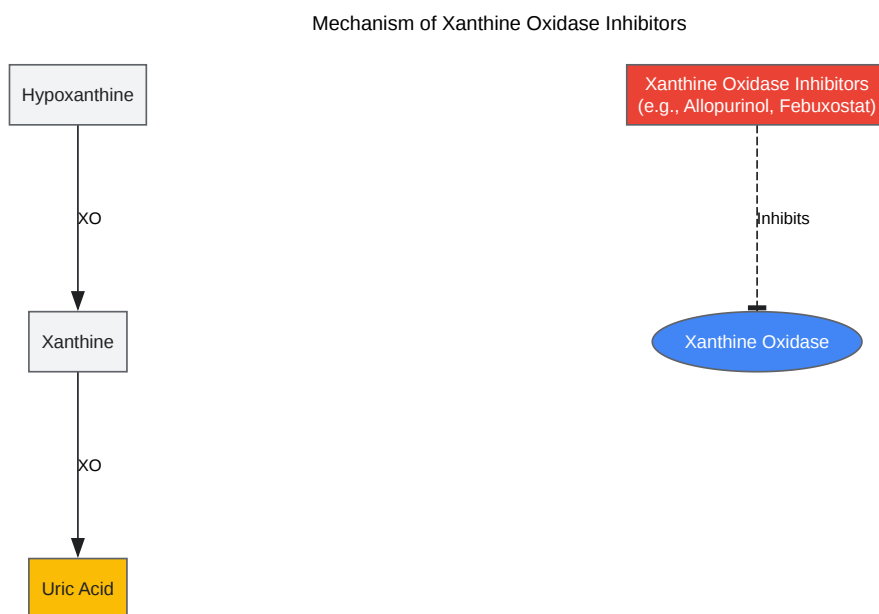 Mechanism of Xanthine Oxidase Inhibitors
Hypoxanthine
Xanthine Oxidase Inhibitors
(e.g., Allopurinol, Febuxostat)
XO
Inhibits
Xanthine
Xanthine Oxidase
XO
Uric Acid